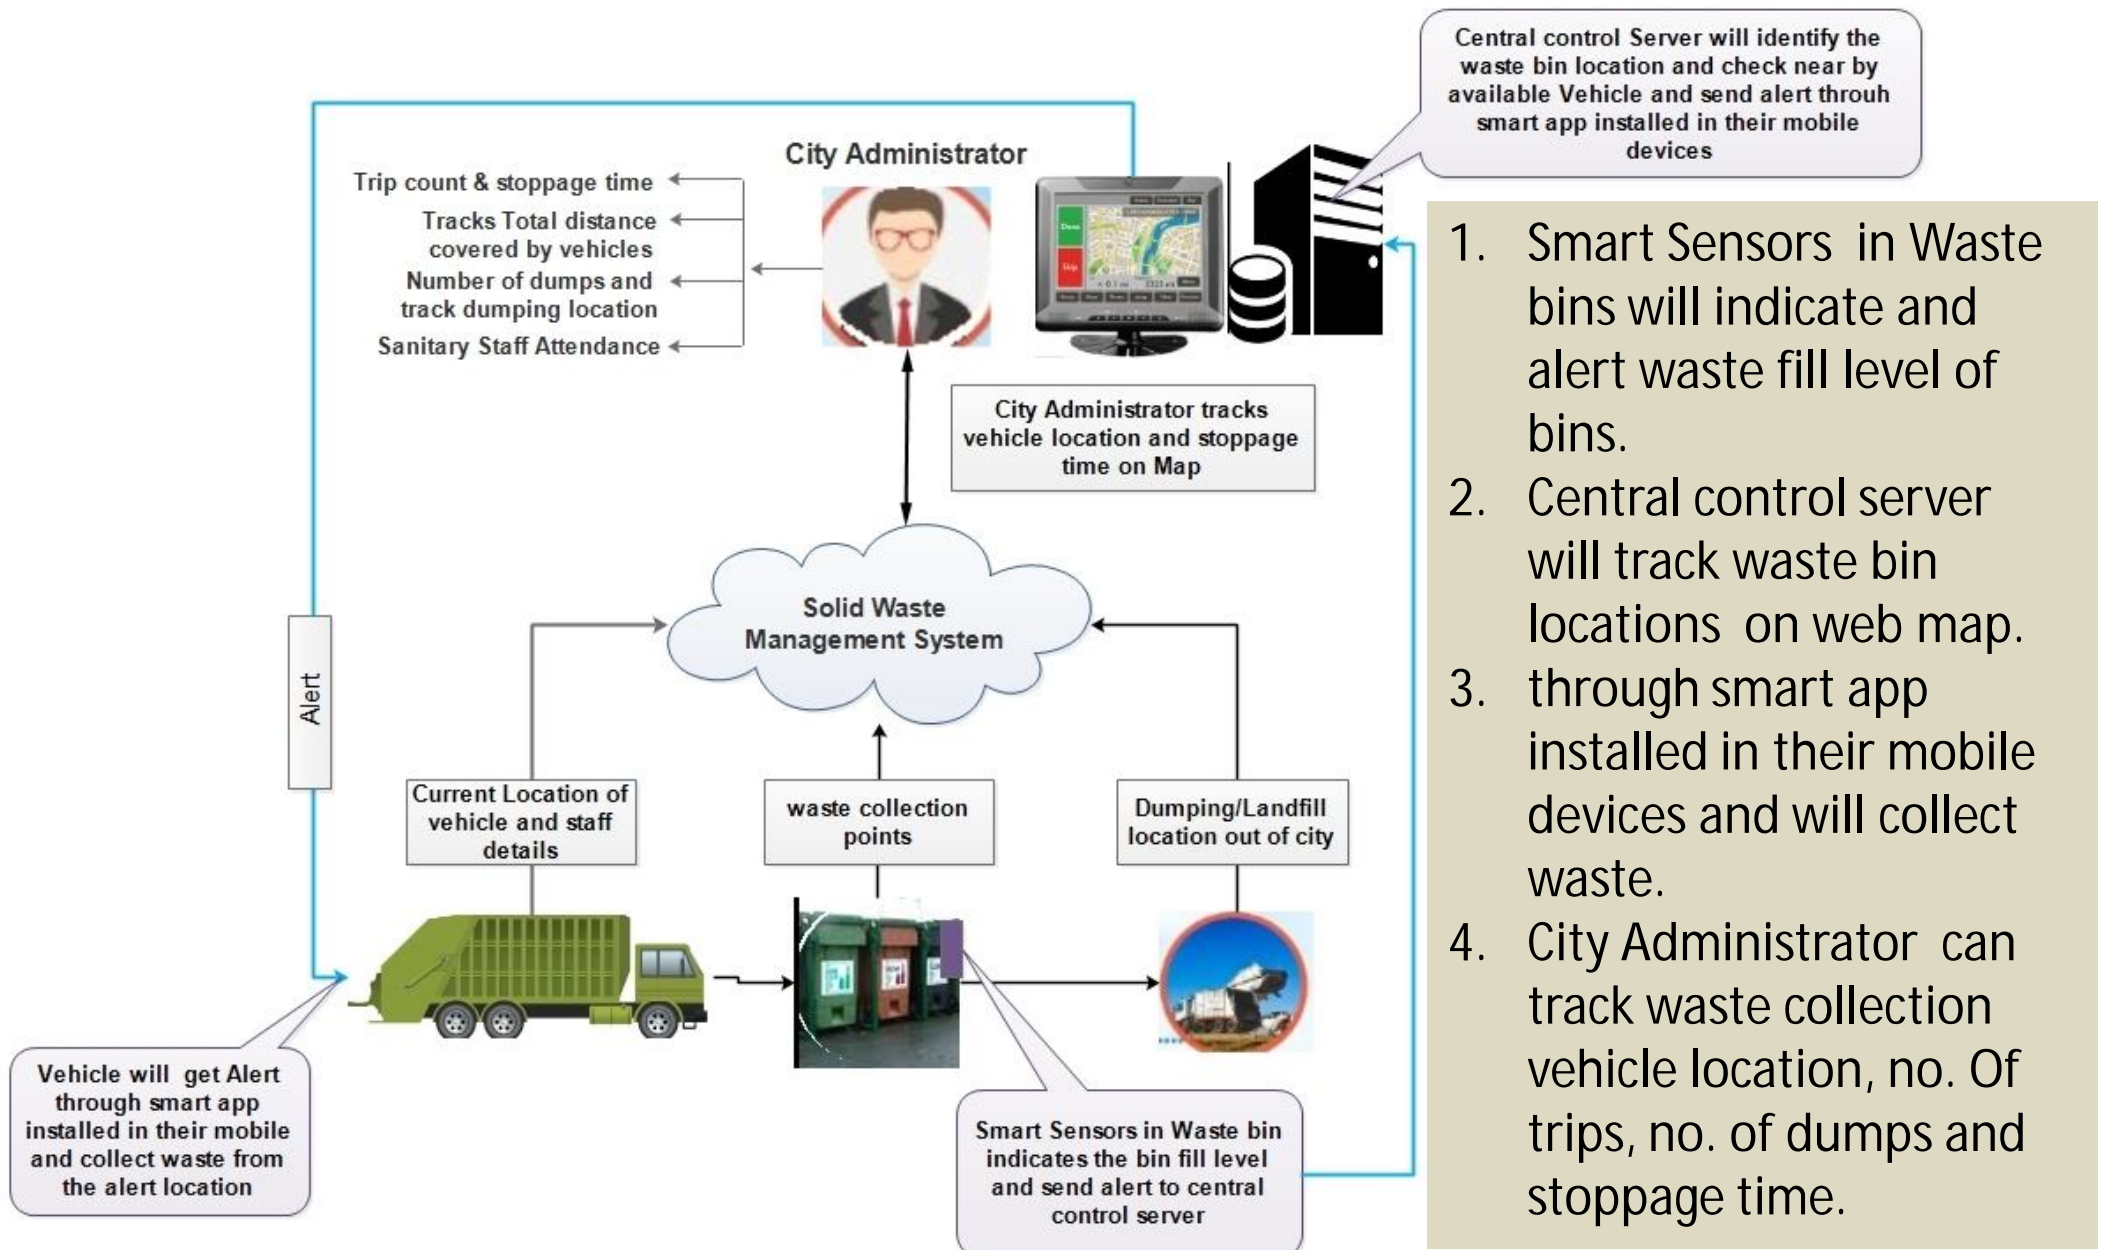 Central control Server will identify the
waste bin location and check near by
available Vehicle and send alert throuh
smart app installed in their mobile
devices
City Administrator
Trip count & stoppage time
Tracks Total distance
covered by vehicles
Number of dumps and
track dumping location
Sanitary Staff Attendance
City Administrator tracks
vehicle location and stoppage
time on Map
Solid Waste
Management System
Alert
Current Location of
vehicle and staff
details
waste collection
points
Dumping/Landfill
location out of city
Vehicle will get Alert
through smart app
installed in their mobile
and collect waste from
the alert location
Smart Sensors in Waste bin
indicates the bin fill level
and send alert to central
control server
1. Smart Sensors in Waste
bins will indicate and
alert waste fill level of
bins.
2. Central control server
will track waste bin
locations on web map.
3. through smart app
installed in their mobile
devices and will collect
waste.
4. City Administrator can
track waste collection
vehicle location, no. Of
trips, no. of dumps and
stoppage time.